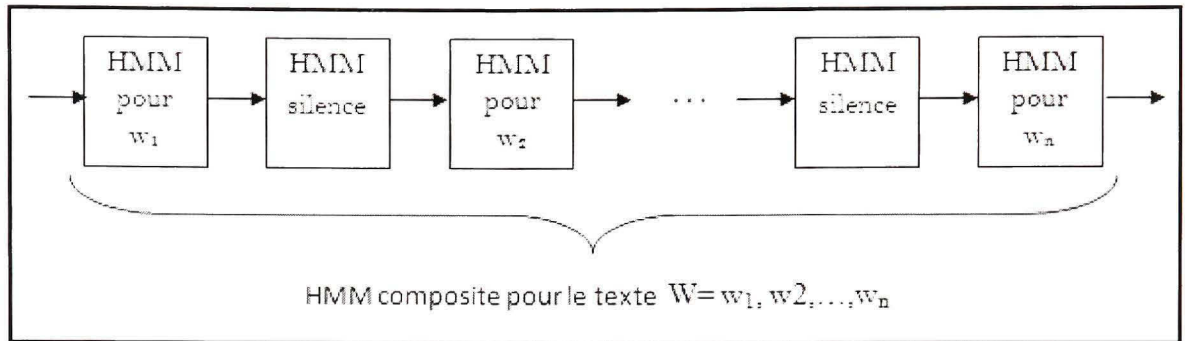 HMM
pour
w₁
HMM
silence
HMM
pour
w₂
...
HMM
silence
HMM
pour
wₙ
HMM composite pour le texte W= w₁, w2,...,wₙ